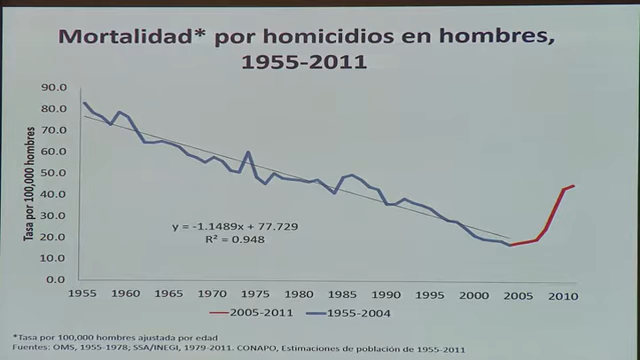 Mortalidad* por homicidios en hombres,
1955-2011
Tasa por 100,000 hombres
90.0
80.0
70.0
60.0
50.0
40.0
30.0
20.0
10.0
0.0
y = -1.1489x + 77.729
R² = 0.948
1955 1960 1965 1970 1975 1980 1985 1990 1995 2000 2005 2010
2005-2011 1955-2004
*Tasa por 100,000 hombres ajustada por edad
Fuentes: OMS, 1955-1978; SSA/INEGI, 1979-2011. CONAPO, Estimaciones de población de 1955-2011